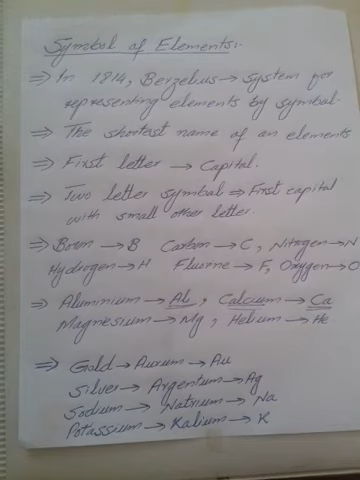 Symbol of Elements:-
⇒ In 1814, Berzelius → System for
representing elements by symbol.
⇒ The shortest name of an elements
⇒ First letter → Capital.
⇒ Two letter symbol ⇒ First capital
with small other letter.
⇒ Boron → B Carbon → C, Nitrogen → N
Hydrogen → H Fluorine → F, Oxygen → O
⇒ Aluminium → Al, Calcium → Ca
Magnesium → Mg, Helium → He
⇒ Gold → Aurum → Au
Silver → Argentum → Ag
Sodium → Natrium → Na
Potassium → Kalium → K